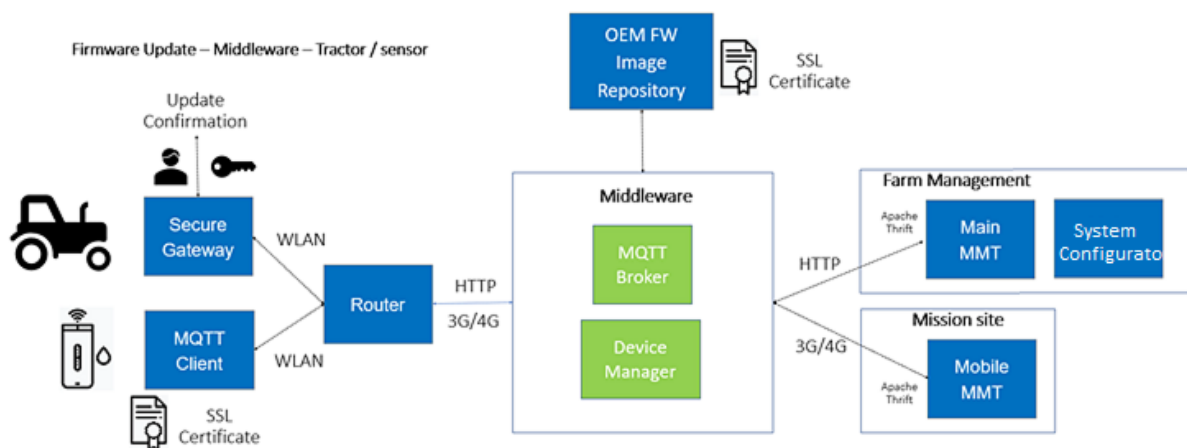 Firmware Update – Middleware – Tractor / sensor
OEM FW
Image
Repository
SSL
Certificate
Update
Confirmation
Secure
Gateway
WLAN
Router
MQTT
Client
WLAN
SSL
Certificate
HTTP
3G/4G
Middleware
MQTT
Broker
Device
Manager
HTTP
3G/4G
Farm Management
Apache
Thrift
Main
MMT
System
Configurato
Mission site
Apache
Thrift
Mobile
MMT